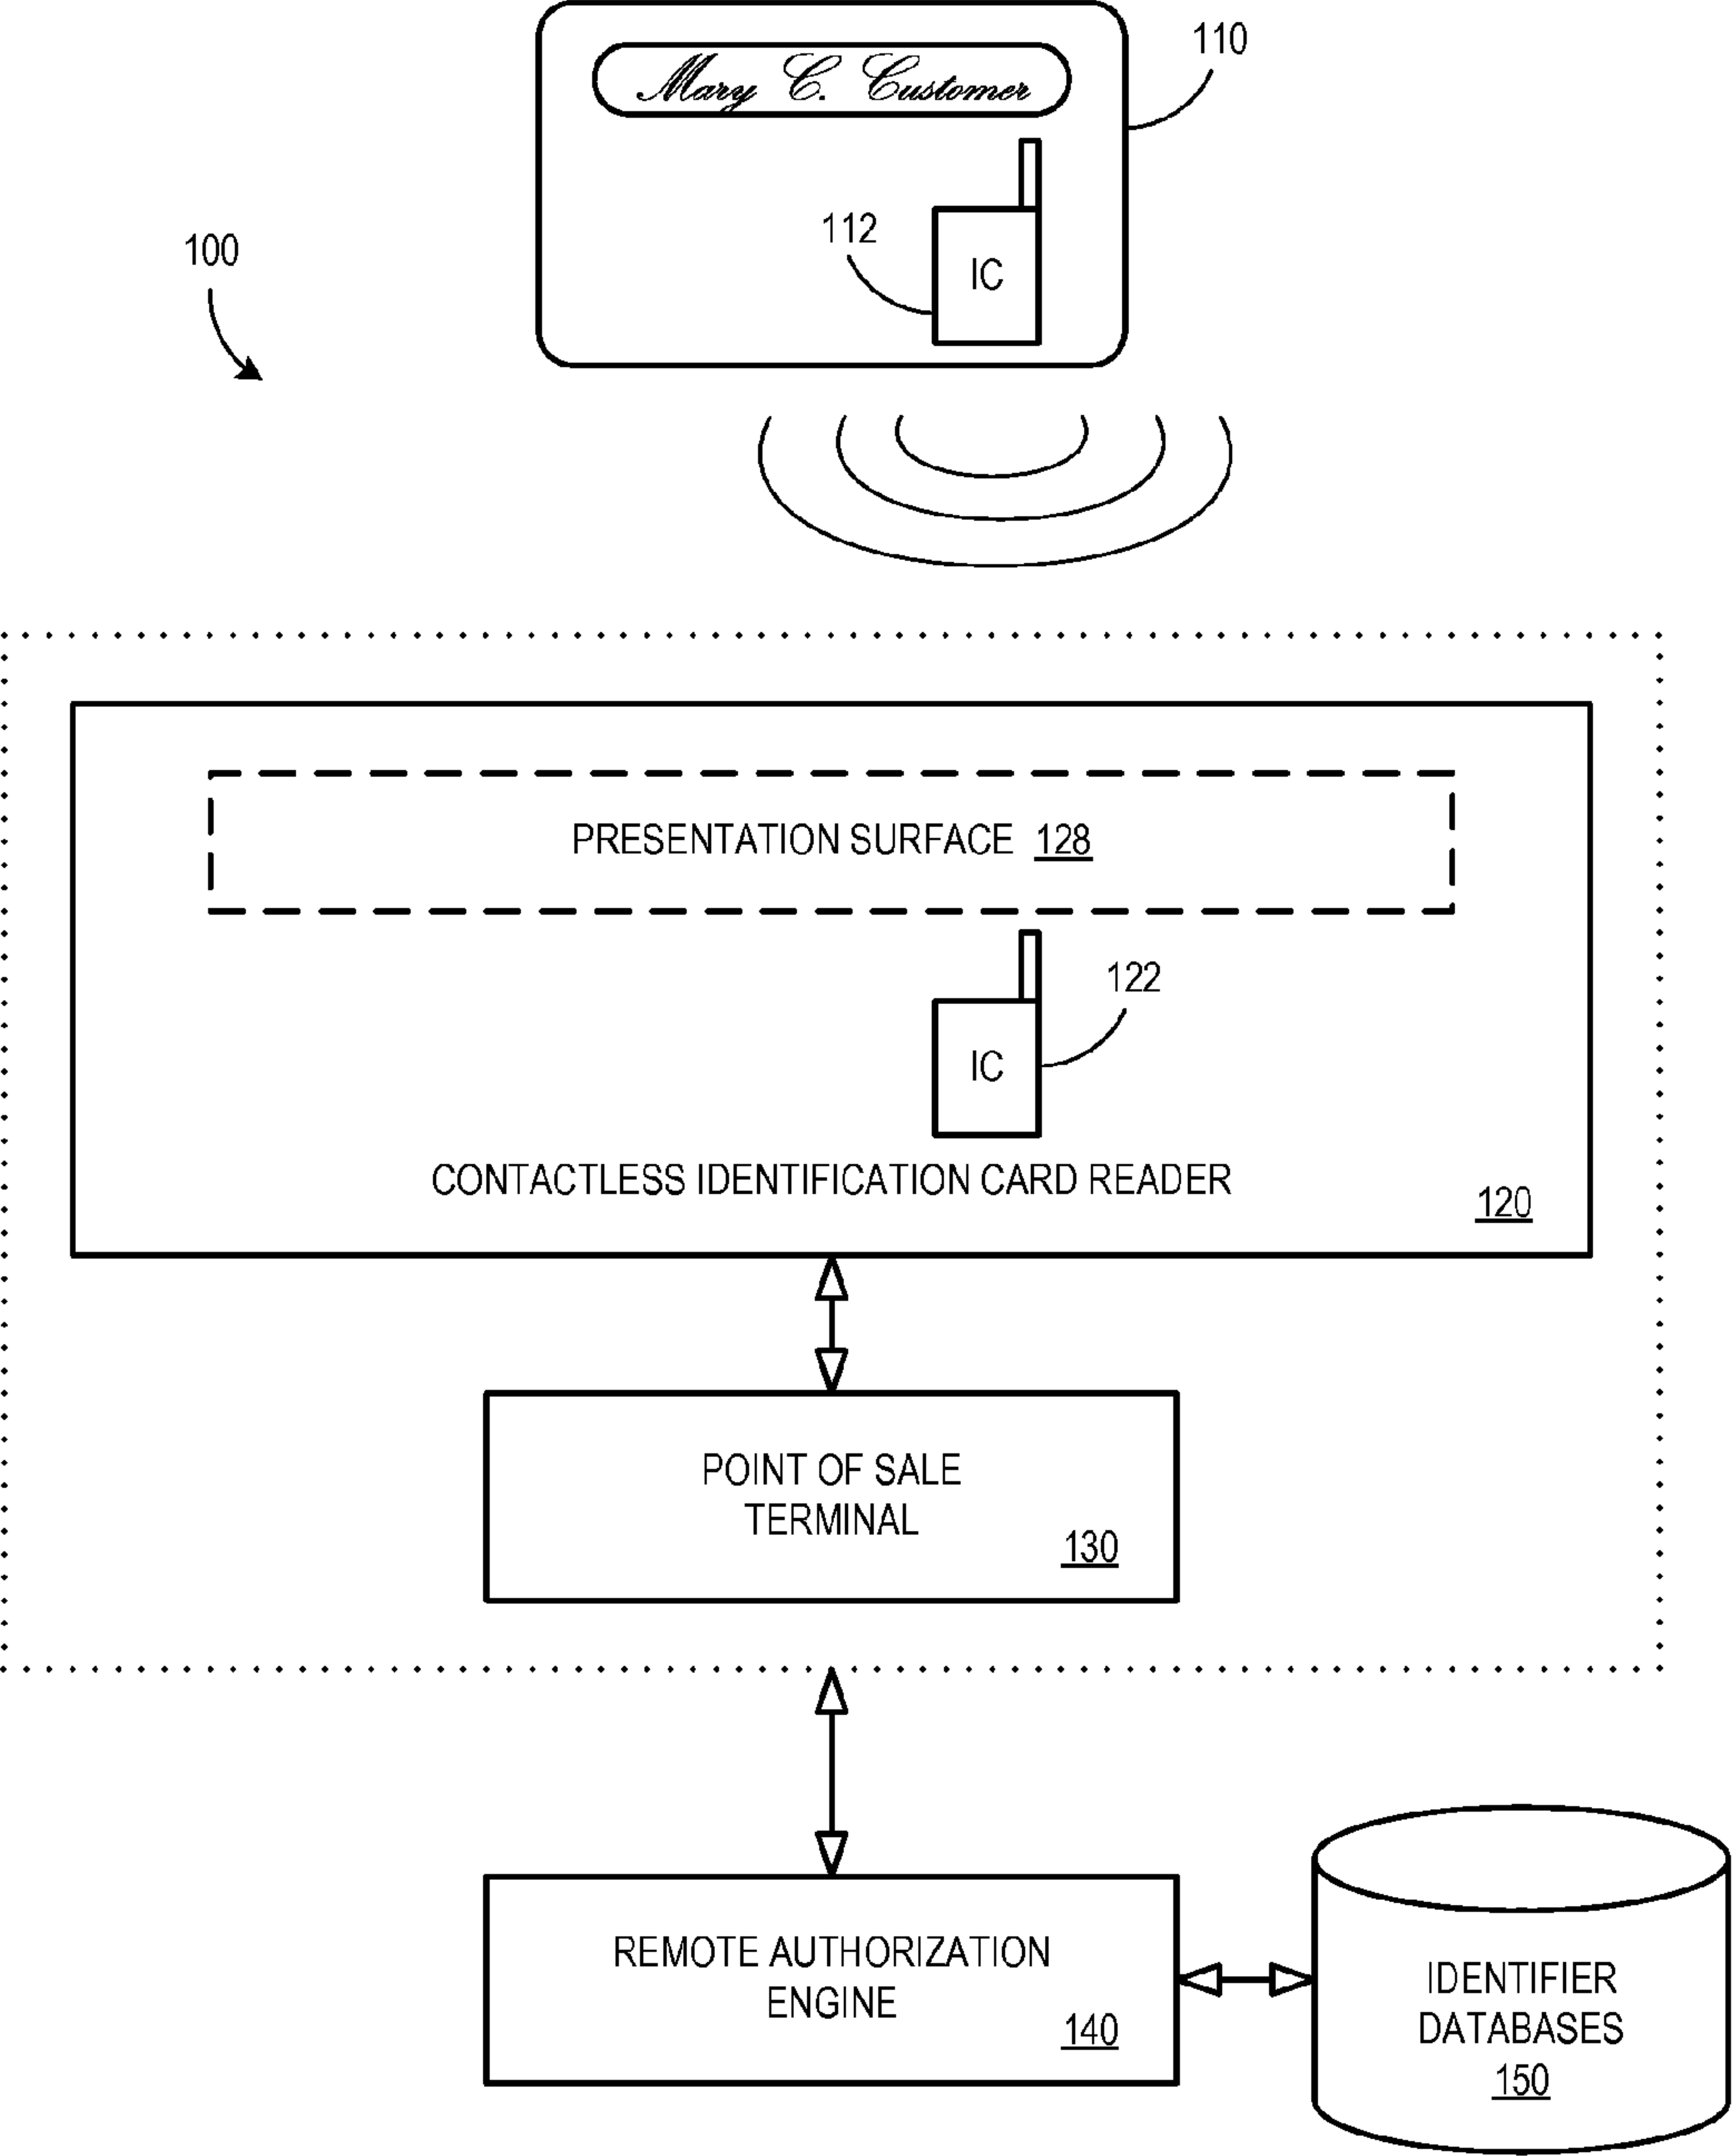 110
Mary C. Customer
112
IC
100
PRESENTATION SURFACE 128
122
IC
CONTACTLESS IDENTIFICATION CARD READER
120
POINT OF SALE
TERMINAL
130
REMOTE AUTHORIZATION
ENGINE
140
IDENTIFIER
DATABASES
150